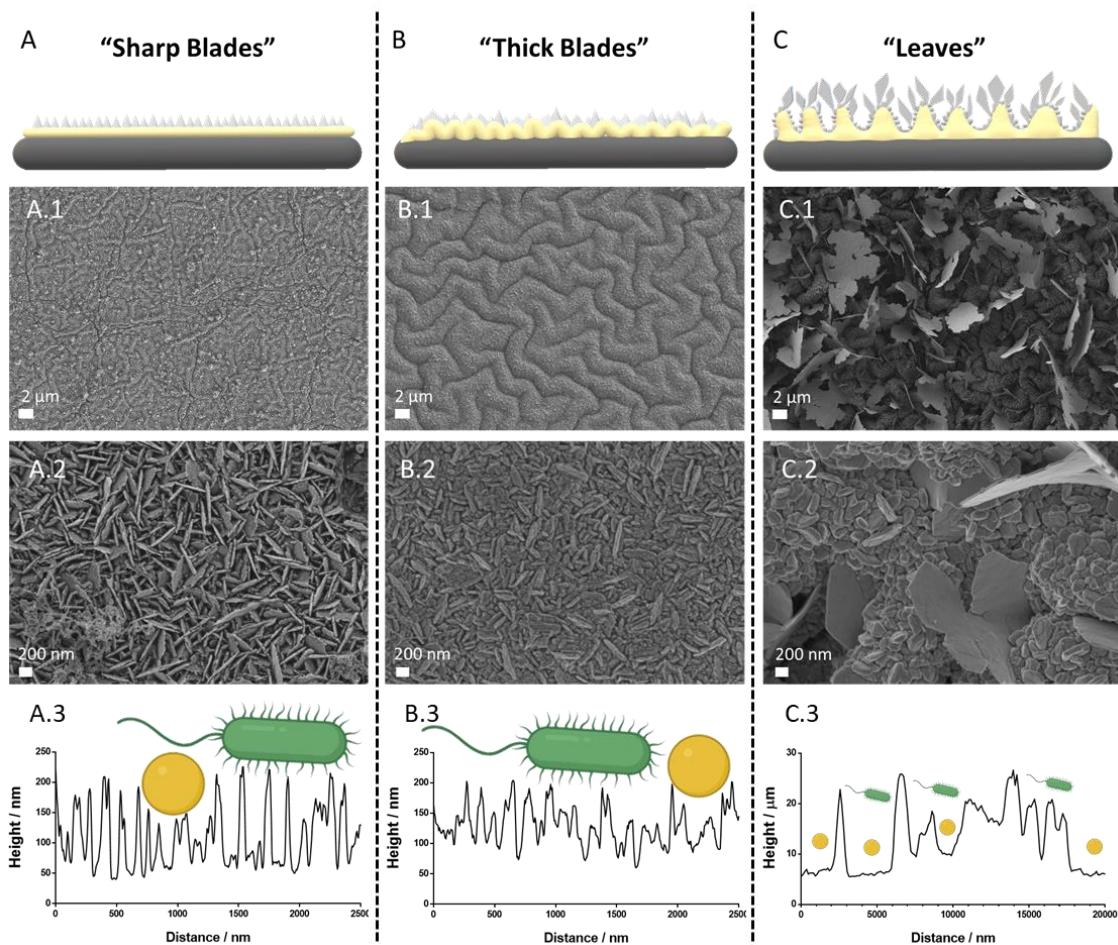 A
“Sharp Blades”
B
“Thick Blades”
C
“Leaves”
A.1
2 µm
B.1
2 µm
C.1
2 µm
A.2
200 nm
B.2
200 nm
C.2
200 nm
A.3
250
200
150
100
50
0
Height / nm
0 500 1000 1500 2000 2500
Distance / nm
B.3
250
200
150
100
50
0
Height / nm
0 500 1000 1500 2000 2500
Distance / nm
C.3
30
20
10
0
Height / µm
0 5000 10000 15000 20000
Distance / nm